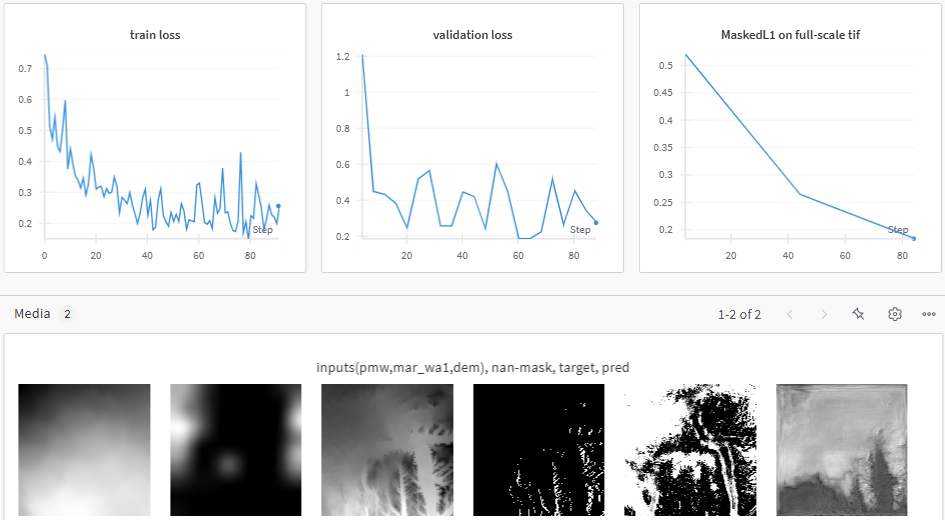 train loss
0.7
0.6
0.5
0.4
0.3
0.2
Step
0 20 40 60 80
validation loss
1.2
1
0.8
0.6
0.4
0.2
Step
20 40 60 80
MaskedL1 on full-scale tif
0.5
0.45
0.4
0.35
0.3
0.25
0.2
Step
20 40 60 80
Media 2
1-2 of 2
inputs(pmw,mar_wa1,dem), nan-mask, target, pred